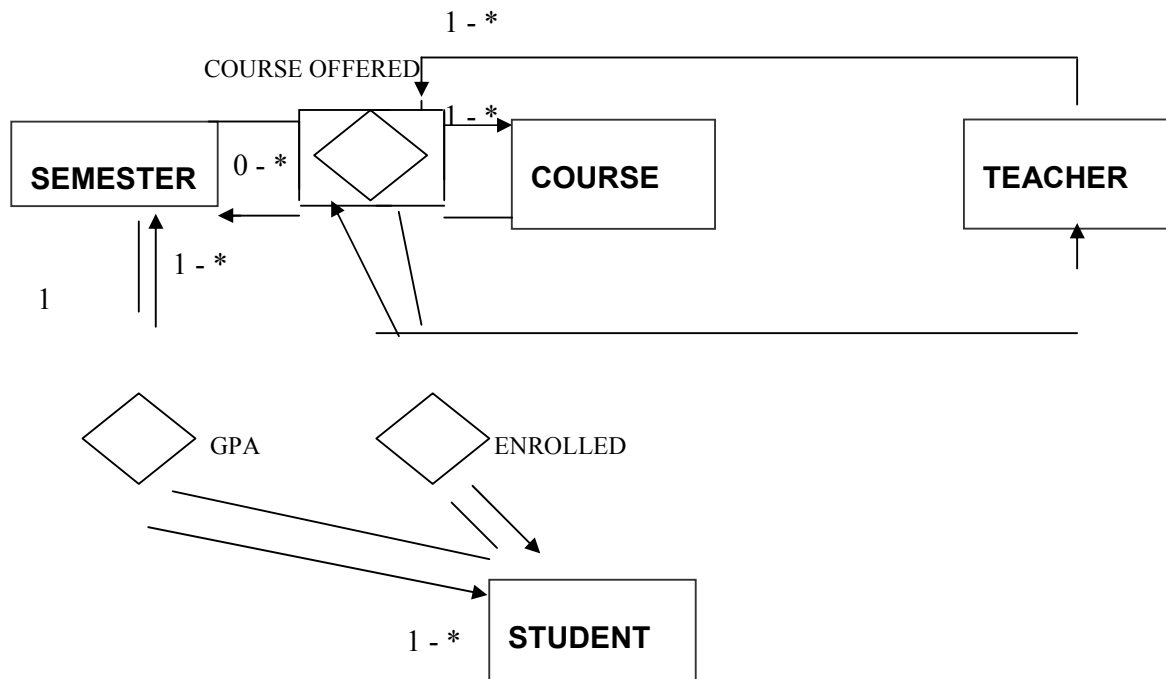 1 - *
COURSE OFFERED
1 - *
SEMESTER
0 - *
COURSE
TEACHER
1 - *
1
GPA
ENROLLED
1 - *
STUDENT